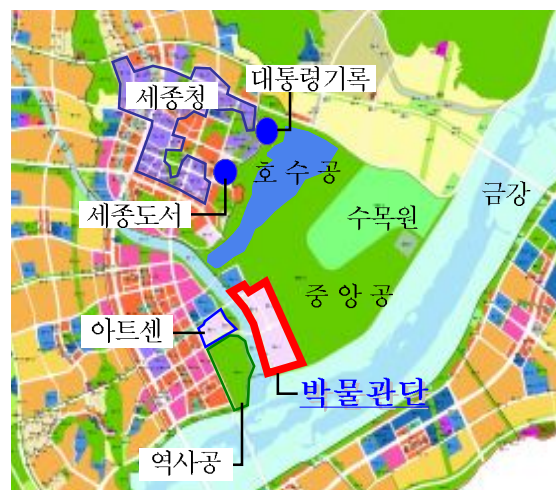 대통령기록
세종청
호수공
금강
세종도서
수목원
중앙공
아트센
박물관단
역사공